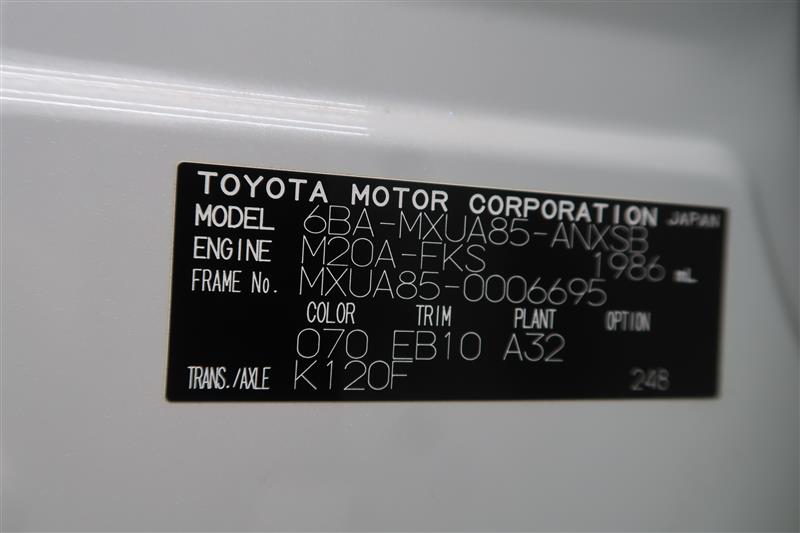 TOYOTA MOTOR CORPORATION JAPAN
MODEL 6BA-MXUA85-ANXSB
ENGINE M20A-FKS 1986 mL
FRAME No. MXUA85-0006695
COLOR TRIM PLANT OPTION
070 EB10 A32
TRANS./AXLE K120F 248